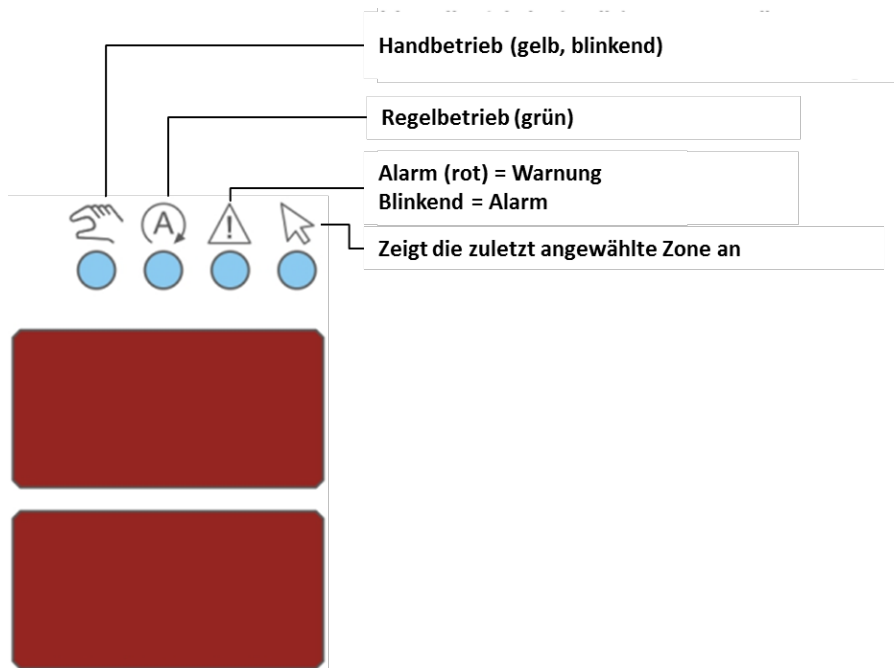 Handbetrieb (gelb, blinkend)
Regelbetrieb (grün)
Alarm (rot) = Warnung
Blinkend = Alarm
A
Zeigt die zuletzt angewählte Zone an